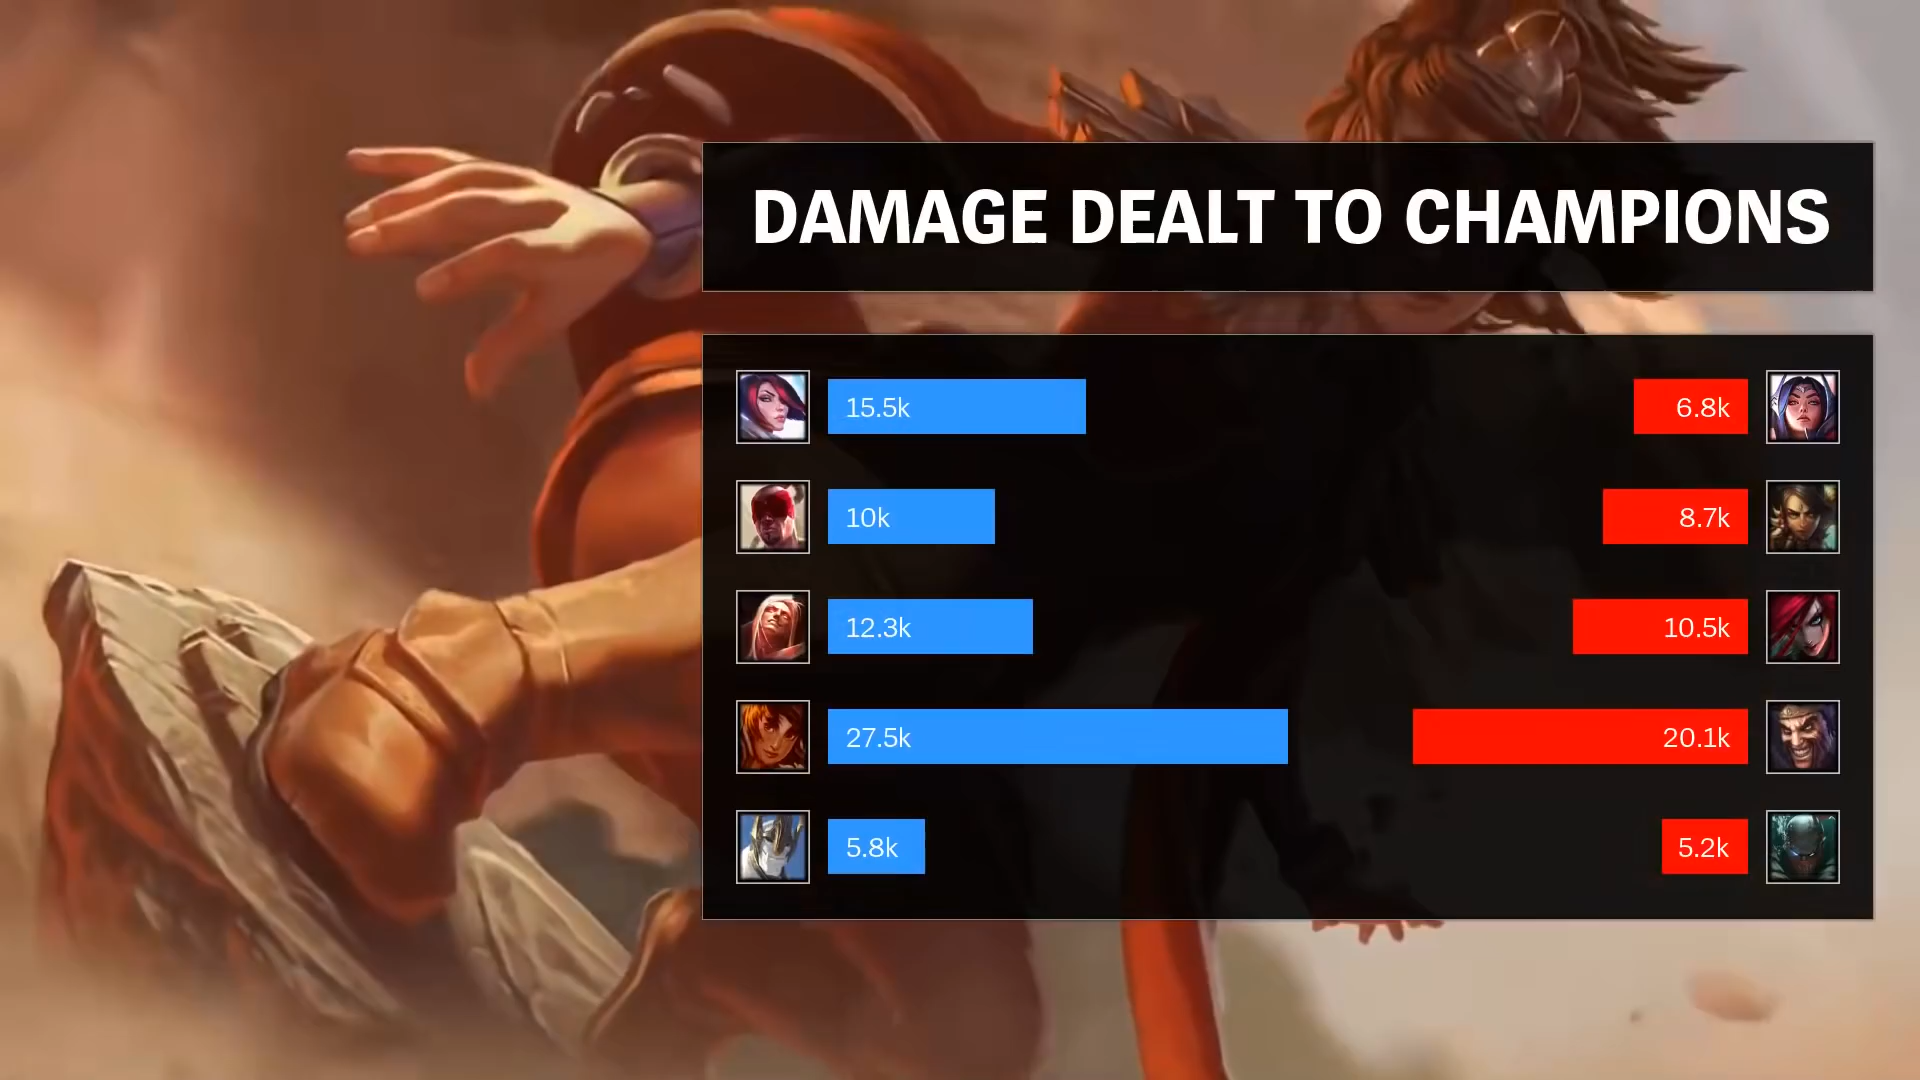 DAMAGE DEALT TO CHAMPIONS
15.5k 6.8k
10k 8.7k
12.3k 10.5k
27.5k 20.1k
5.8k 5.2k